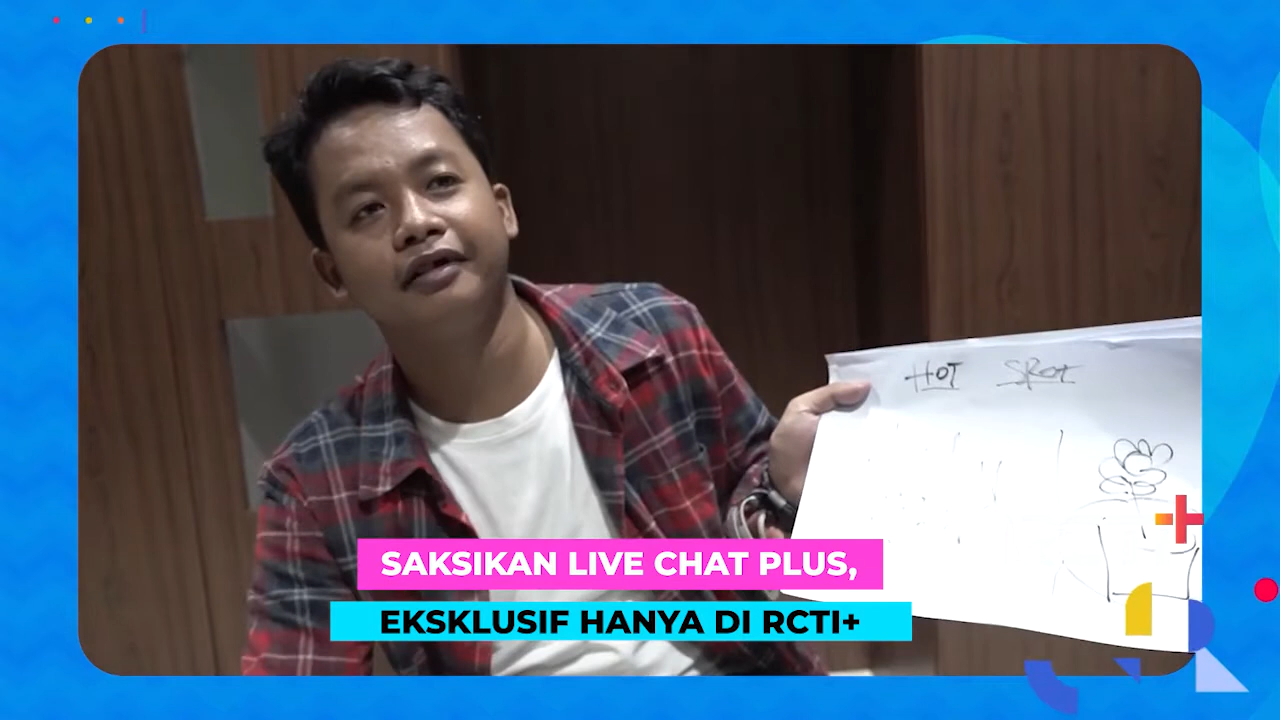 HOT SPOT
SAKSIKAN LIVE CHAT PLUS,
EKSKLUSIF HANYA DI RCTI+